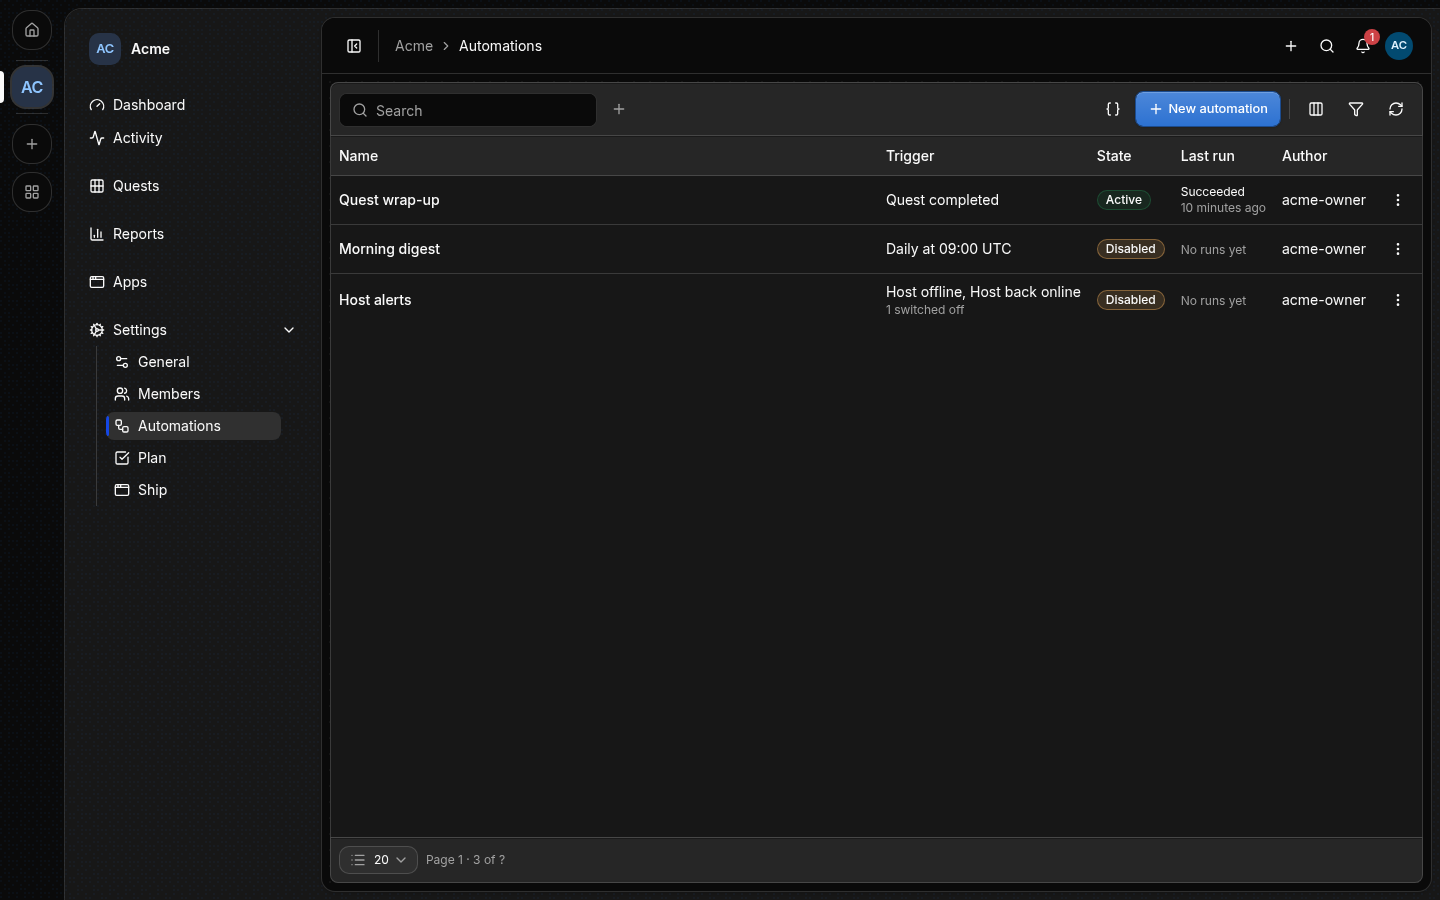 AC
Acme
Dashboard
Activity
Quests
Reports
Apps
Settings
General
Members
Automations
Plan
Ship
AC
Acme > Automations
1
AC
Search
{ }
+ New automation
Name
Trigger
State
Last run
Author
Quest wrap-up
Quest completed
Active
Succeeded
10 minutes ago
acme-owner
Morning digest
Daily at 09:00 UTC
Disabled
No runs yet
acme-owner
Host alerts
Host offline, Host back online
1 switched off
Disabled
No runs yet
acme-owner
20
Page 1 · 3 of ?